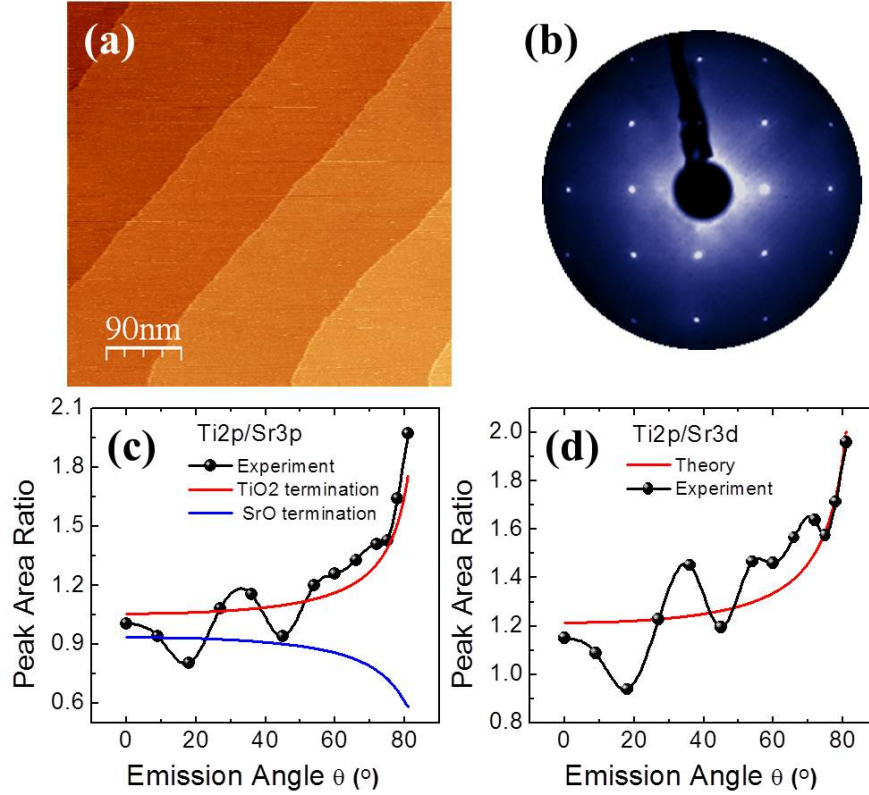 (a)
90nm
(b)
(c)
Ti2p/Sr3p
Experiment
TiO2 termination
SrO termination
Peak Area Ratio
2.1
1.8
1.5
1.2
0.9
0.6
0
20
40
60
80
Emission Angle θ (°)
(d)
Ti2p/Sr3d
Theory
Experiment
Peak Area Ratio
2.0
1.8
1.6
1.4
1.2
1.0
0.8
0
20
40
60
80
Emission Angle θ (°)